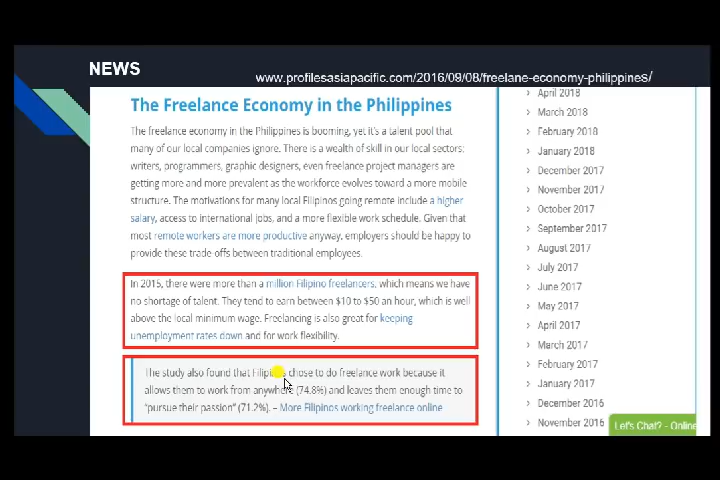 NEWS
www.profilesasiapacific.com/2016/09/08/freelane-economy-philippines/
The Freelance Economy in the Philippines
The freelance economy in the Philippines is booming, yet it's a talent pool that
many of our local companies ignore. There is a wealth of skill in our local sectors;
writers, programmers, graphic designers, even freelance project managers are
getting more and more prevalent as the workforce evolves toward a more mobile
structure. The motivations for many local Filipinos going remote include a higher
salary, access to international jobs, and a more flexible work schedule. Given that
most remote workers are more productive anyway, employers should be happy to
provide these trade-offs between traditional employees.
In 2015, there were more than a million Filipino freelancers, which means we have
no shortage of talent. They tend to earn between $10 to $50 an hour, which is well
above the local minimum wage. Freelancing is also great for keeping
unemployment rates down and for work flexibility.
The study also found that Filipinos chose to do freelance work because it
allows them to work from anywhere (74.8%) and leaves them enough time to
"pursue their passion" (71.2%). – More Filipinos working freelance online
April 2018
March 2018
February 2018
January 2018
December 2017
November 2017
October 2017
September 2017
August 2017
July 2017
June 2017
May 2017
April 2017
March 2017
February 2017
January 2017
December 2016
November 2016
Let's Chat? - Online